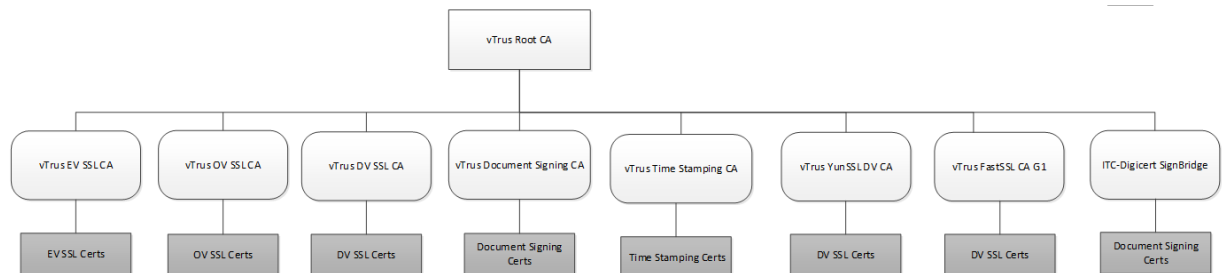 vTrus Root CA
vTrus EV SSL CA
vTrus OV SSL CA
vTrus DV SSL CA
vTrus Document Signing CA
vTrus Time Stamping CA
vTrus YunSSL DV CA
vTrus FastSSL CA G1
ITC-Digicert SignBridge
EV SSL Certs
OV SSL Certs
DV SSL Certs
Document Signing
Certs
Time Stamping Certs
DV SSL Certs
DV SSL Certs
Document Signing
Certs